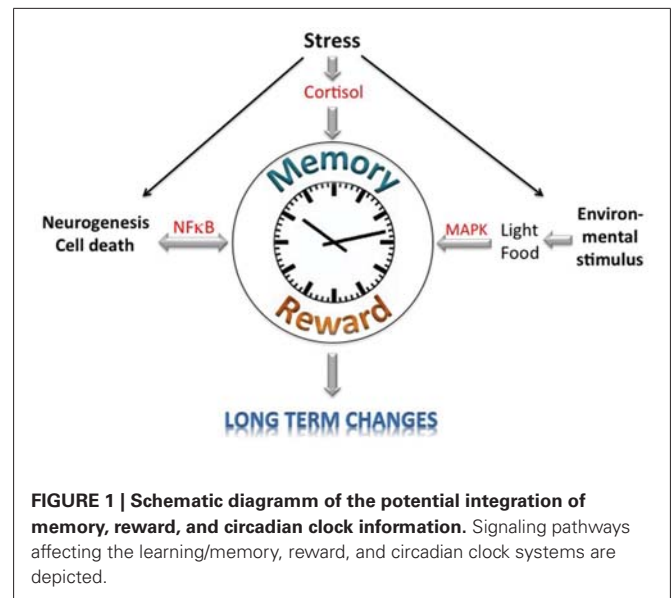 Stress
Cortisol
Memory
Neurogenesis
Cell death
NFκB
MAPK
Light
Food
Environ-
mental
stimulus
Reward
LONG TERM CHANGES
FIGURE 1 | Schematic diagramm of the potential integration of
memory, reward, and circadian clock information. Signaling pathways
affecting the learning/memory, reward, and circadian clock systems are
depicted.